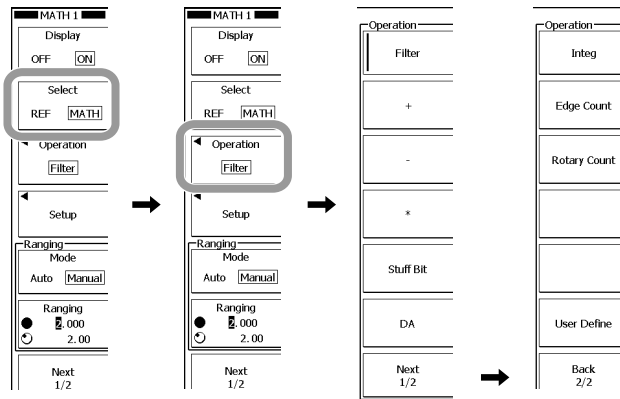 MATH 1
Display
OFF ON
Select
REF MATH
Operation
Filter
Setup
Ranging
Mode
Auto Manual
Ranging
2.000
2.00
Next
1/2
MATH 1
Display
OFF ON
Select
REF MATH
Operation
Filter
Setup
Ranging
Mode
Auto Manual
Ranging
2.000
2.00
Next
1/2
Operation
Filter
+
-
*
Stuff Bit
DA
Next
1/2
Operation
Integ
Edge Count
Rotary Count
User Define
Back
2/2